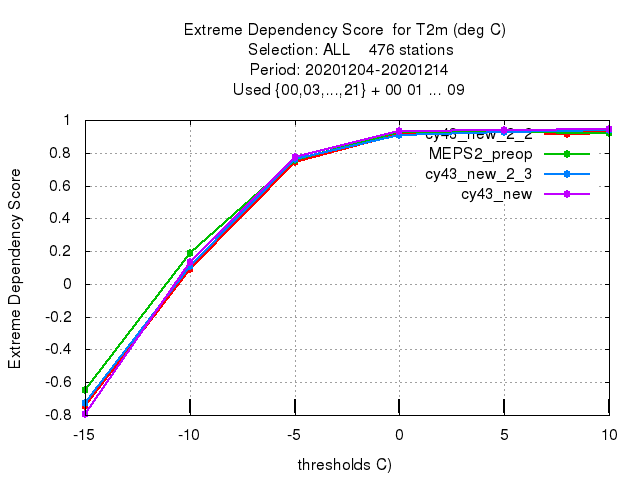 Extreme Dependency Score for T2m (deg C)
Selection: ALL 476 stations
Period: 20201204-20201214
Used {00,03,...,21} + 00 01 ... 09
Extreme Dependency Score
1
0.8
0.6
0.4
0.2
0
-0.2
-0.4
-0.6
-0.8
cy43_new_2_2
MEPS2_preop
cy43_new_2_3
cy43_new
-15 -10 -5 0 5 10
thresholds C)